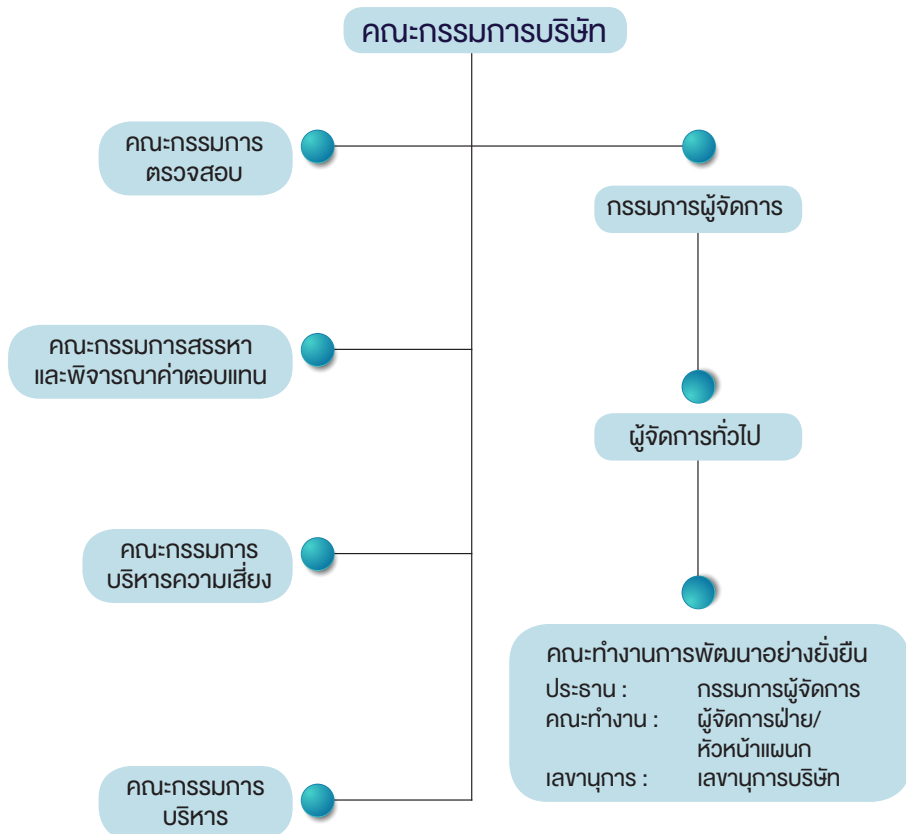 คณะกรรมการบริษัท
คณะกรรมการ
ตรวจสอบ
กรรมการผู้จัดการ
คณะกรรมการสรรหา
และพิจารณาค่าตอบแทน
ผู้จัดการทั่วไป
คณะกรรมการ
บริหารความเสี่ยง
คณะทำงานการพัฒนาอย่างยั่งยืน
ประธาน : กรรมการผู้จัดการ
คณะทำงาน : ผู้จัดการฝ่าย/
หัวหน้าแผนก
เลขานุการ : เลขานุการบริษัท
คณะกรรมการ
บริหาร